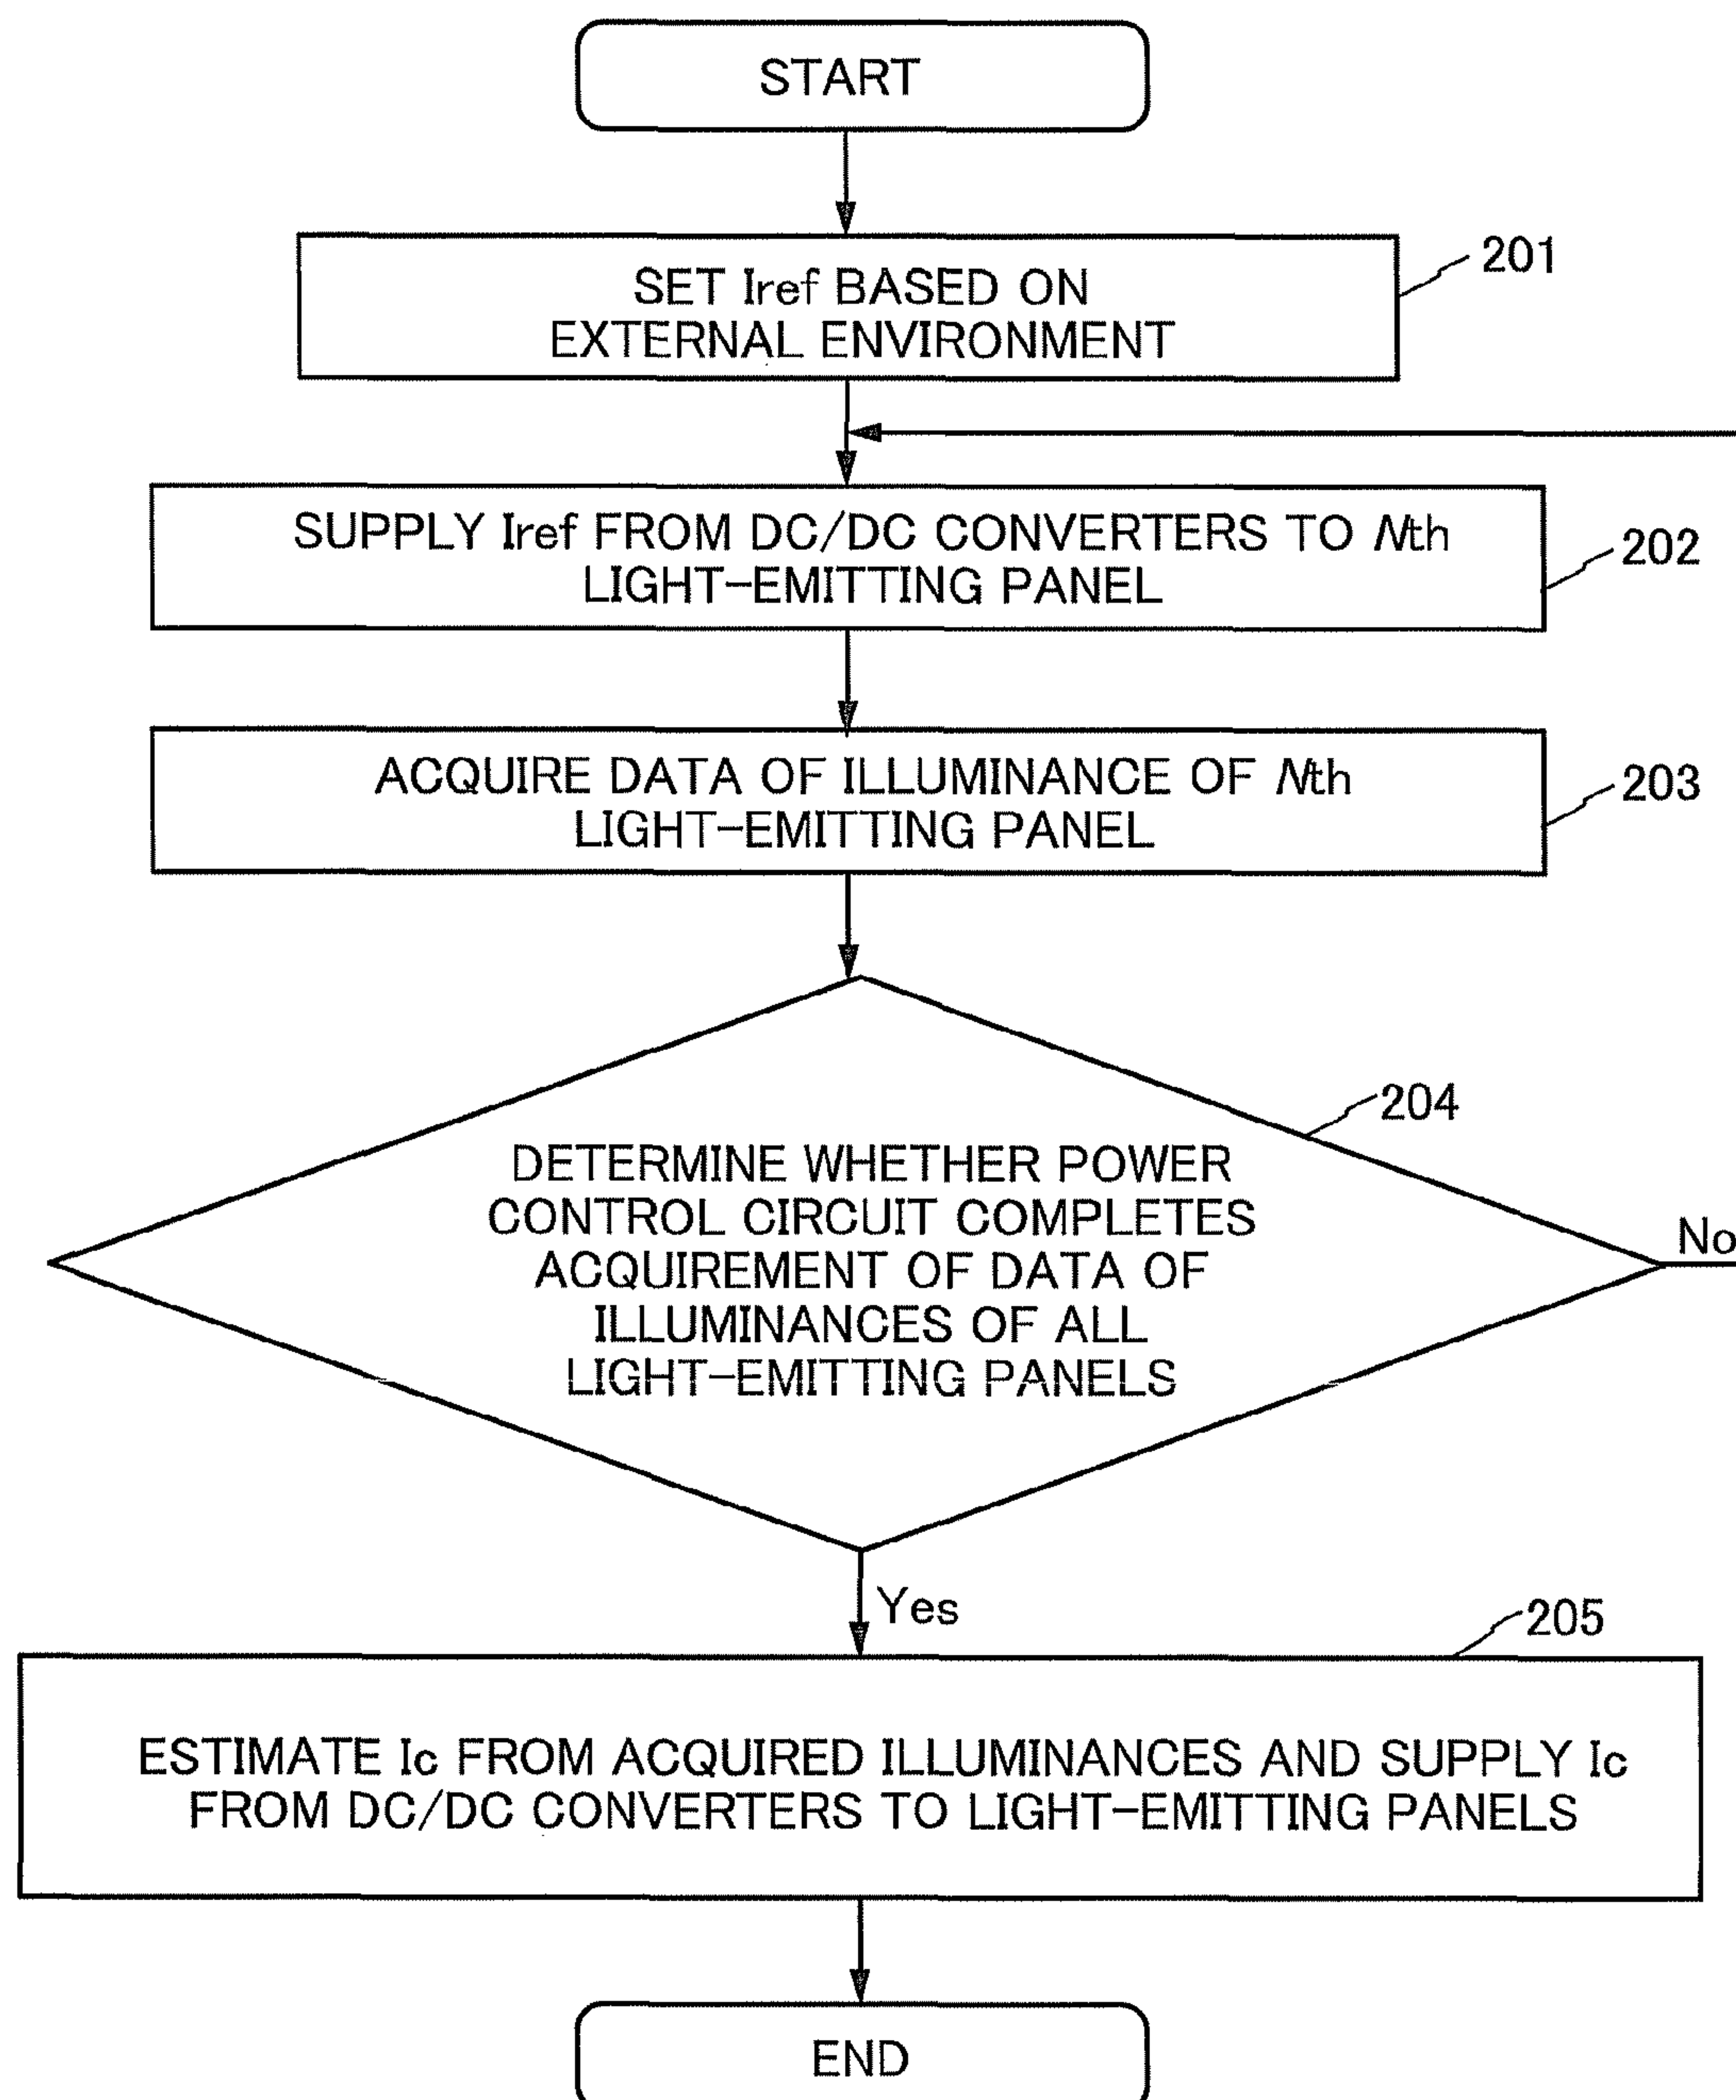 START
SET Iref BASED ON
EXTERNAL ENVIRONMENT
201
SUPPLY Iref FROM DC/DC CONVERTERS TO Nth
LIGHT-EMITTING PANEL
202
ACQUIRE DATA OF ILLUMINANCE OF Nth
LIGHT-EMITTING PANEL
203
204
DETERMINE WHETHER POWER
CONTROL CIRCUIT COMPLETES
ACQUIREMENT OF DATA OF
ILLUMINANCES OF ALL
LIGHT-EMITTING PANELS
No
Yes
205
ESTIMATE Ic FROM ACQUIRED ILLUMINANCES AND SUPPLY Ic
FROM DC/DC CONVERTERS TO LIGHT-EMITTING PANELS
END